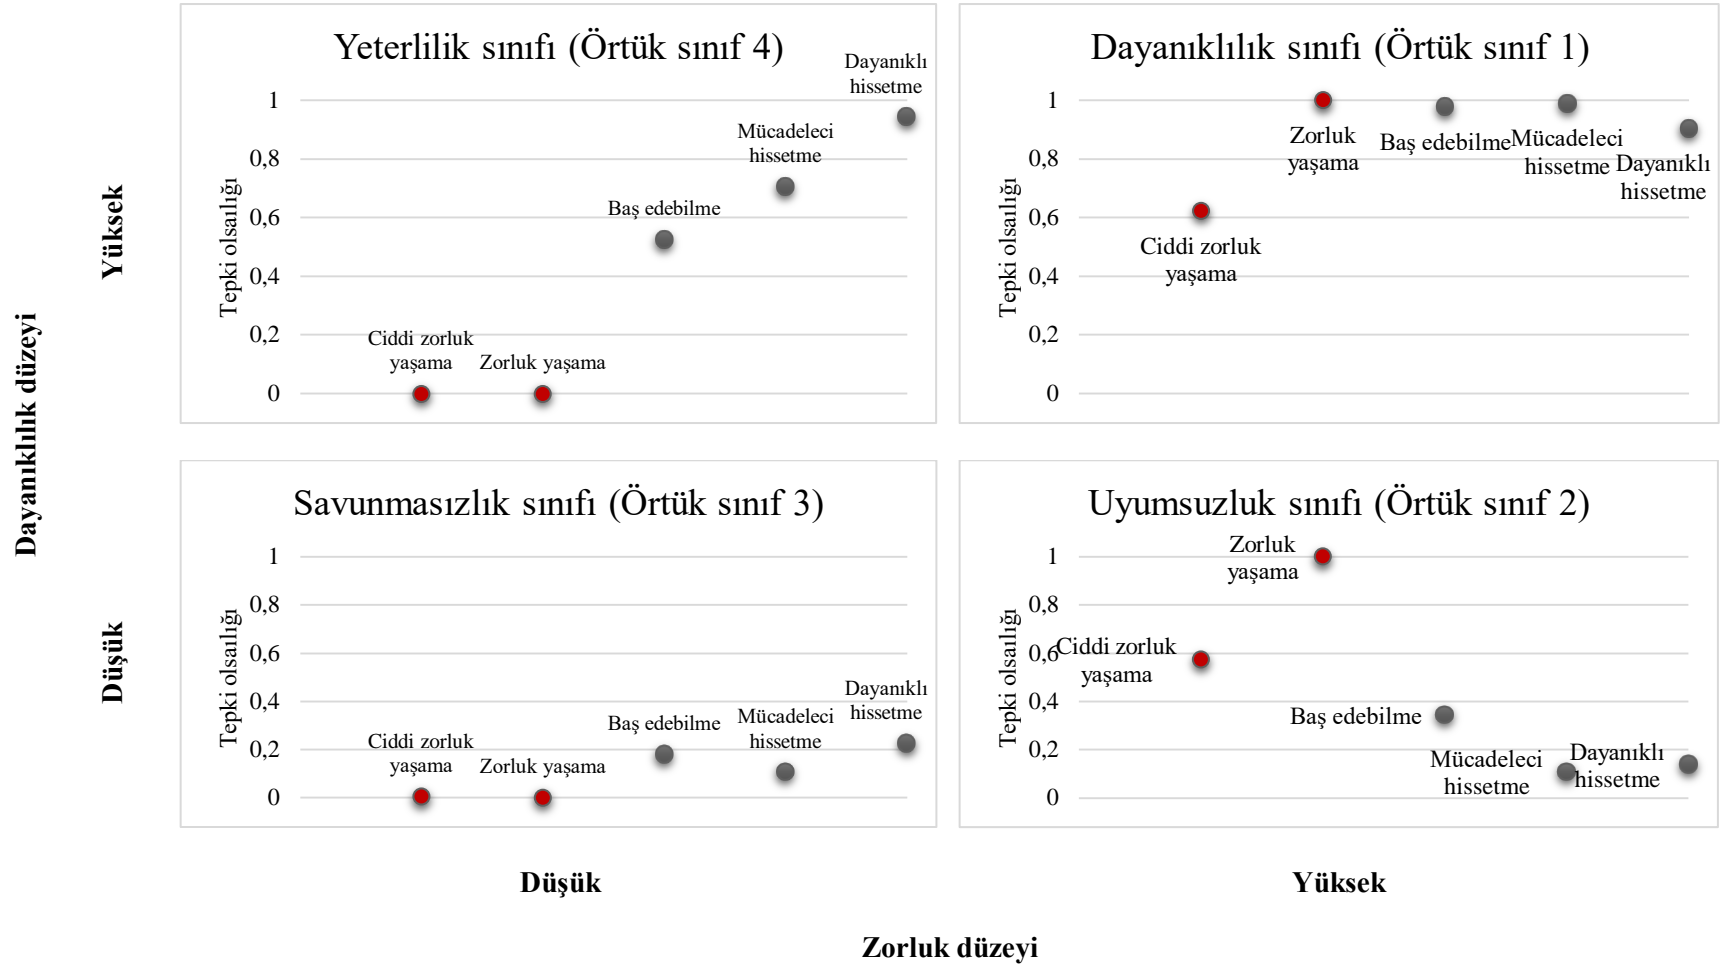 Yeterlilik sınıfı (Örtük sınıf 4)
Dayanıklı
hissetme
1
Mücadeleci
hissetme
0,8
Baş edebilme
0,6
0,4
Ciddi zorluk
yaşama
Zorluk yaşama
0,2
0
Tepki olsaılığı
Dayanıklılık sınıfı (Örtük sınıf 1)
1
Zorluk
yaşama
Baş edebilme
Mücadeleci
hissetme
Dayanıklı
hissetme
0,8
0,6
Ciddi zorluk
yaşama
0,4
0,2
0
Tepki olsaılığı
Yüksek
Dayanıklılık düzeyi
Düşük
Savunmasızlık sınıfı (Örtük sınıf 3)
1
0,8
0,6
0,4
Dayanıklı
hissetme
Mücadeleci
hissetme
Baş edebilme
Ciddi zorluk
yaşama
Zorluk yaşama
0,2
0
Tepki olsaılığı
Uyumsuzluk sınıfı (Örtük sınıf 2)
Zorluk
yaşama
1
0,8
0,6
Ciddi zorluk
yaşama
0,4
Baş edebilme
0,2
Mücadeleci
hissetme
Dayanıklı
hissetme
0
Tepki olsaılığı
Düşük
Yüksek
Zorluk düzeyi